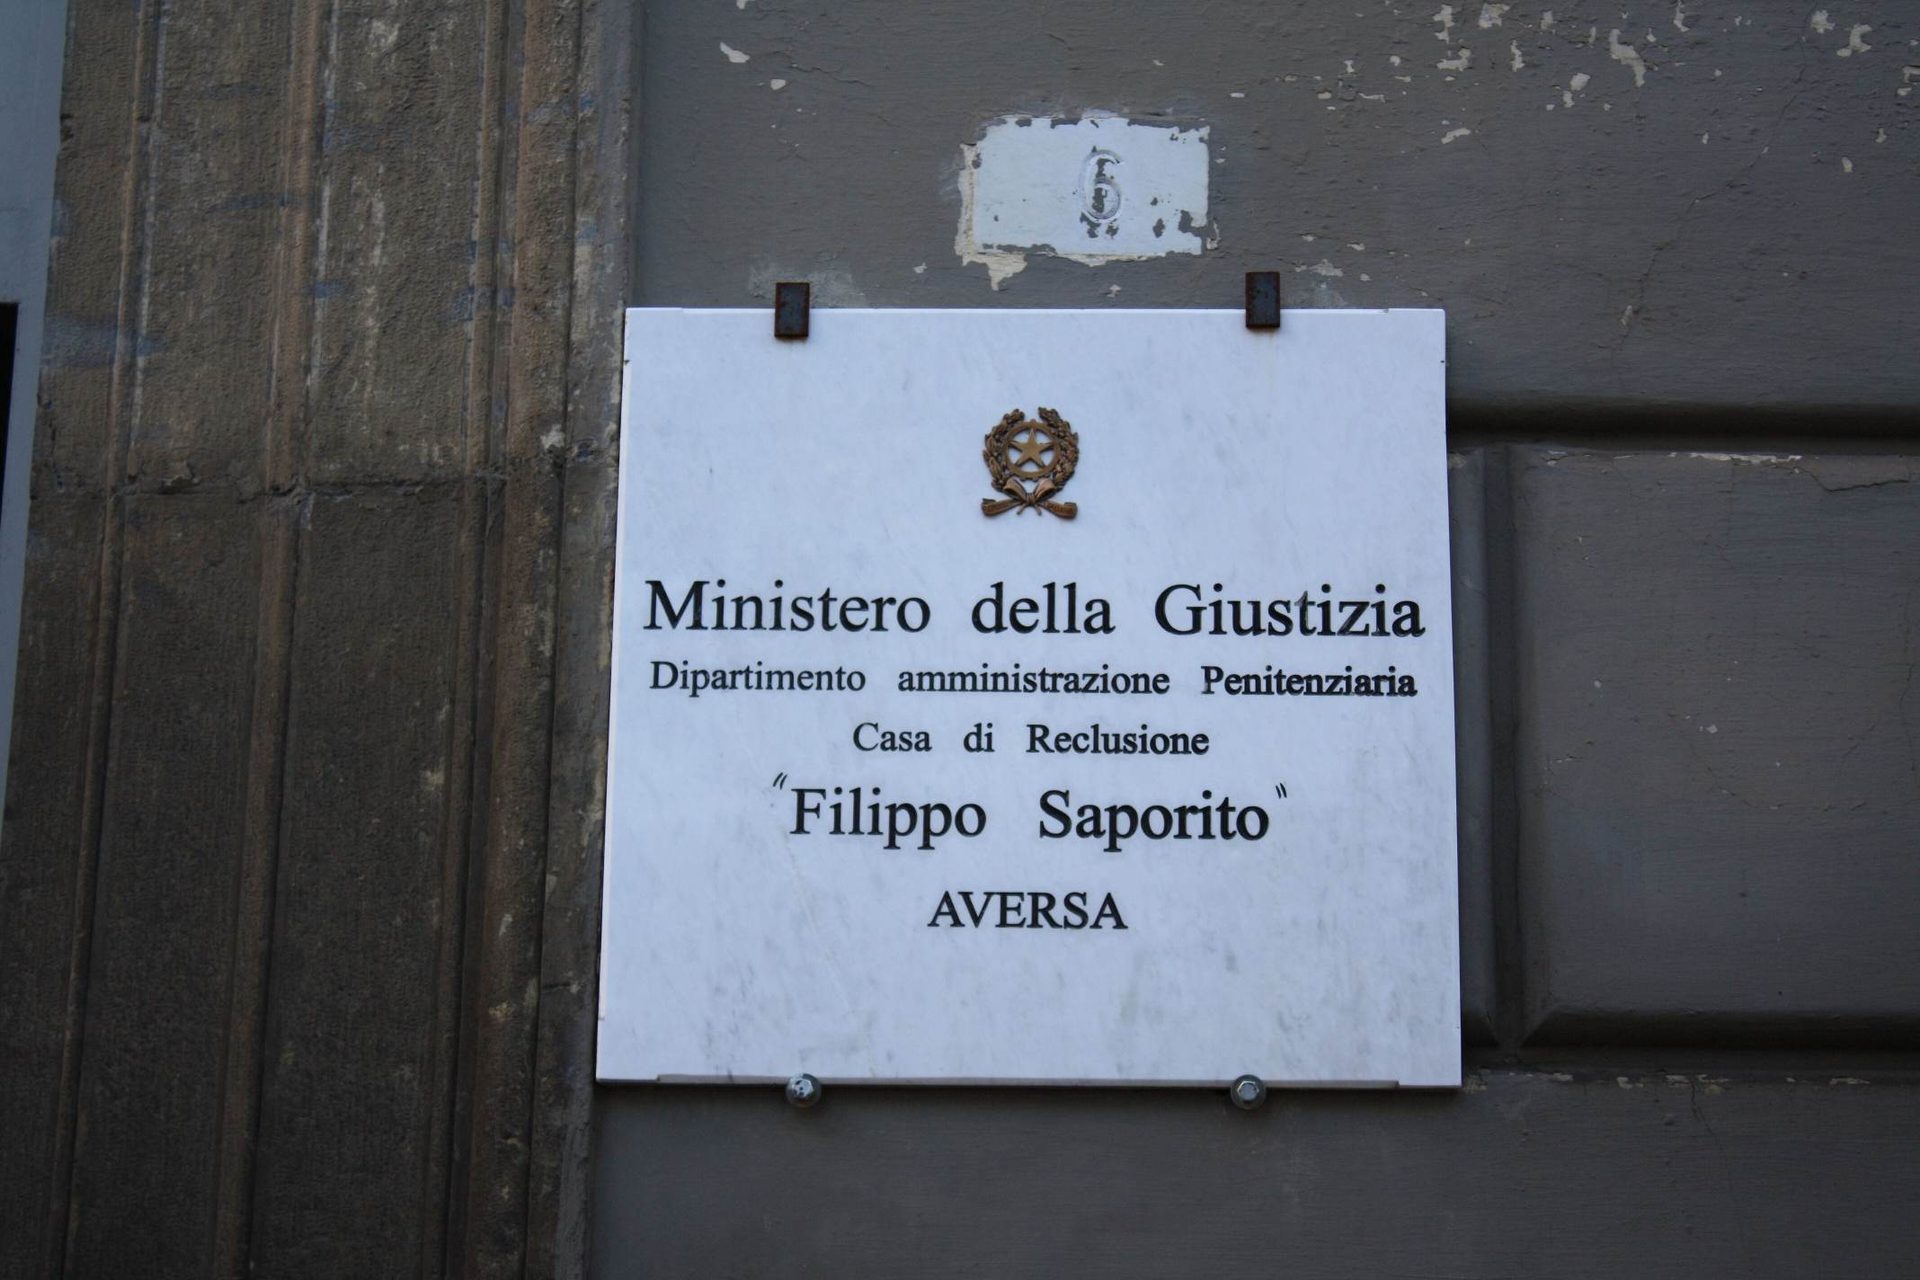 6
Ministero della Giustizia
Dipartimento amministrazione Penitenziaria
Casa di Reclusione
"Filippo Saporito"
AVERSA